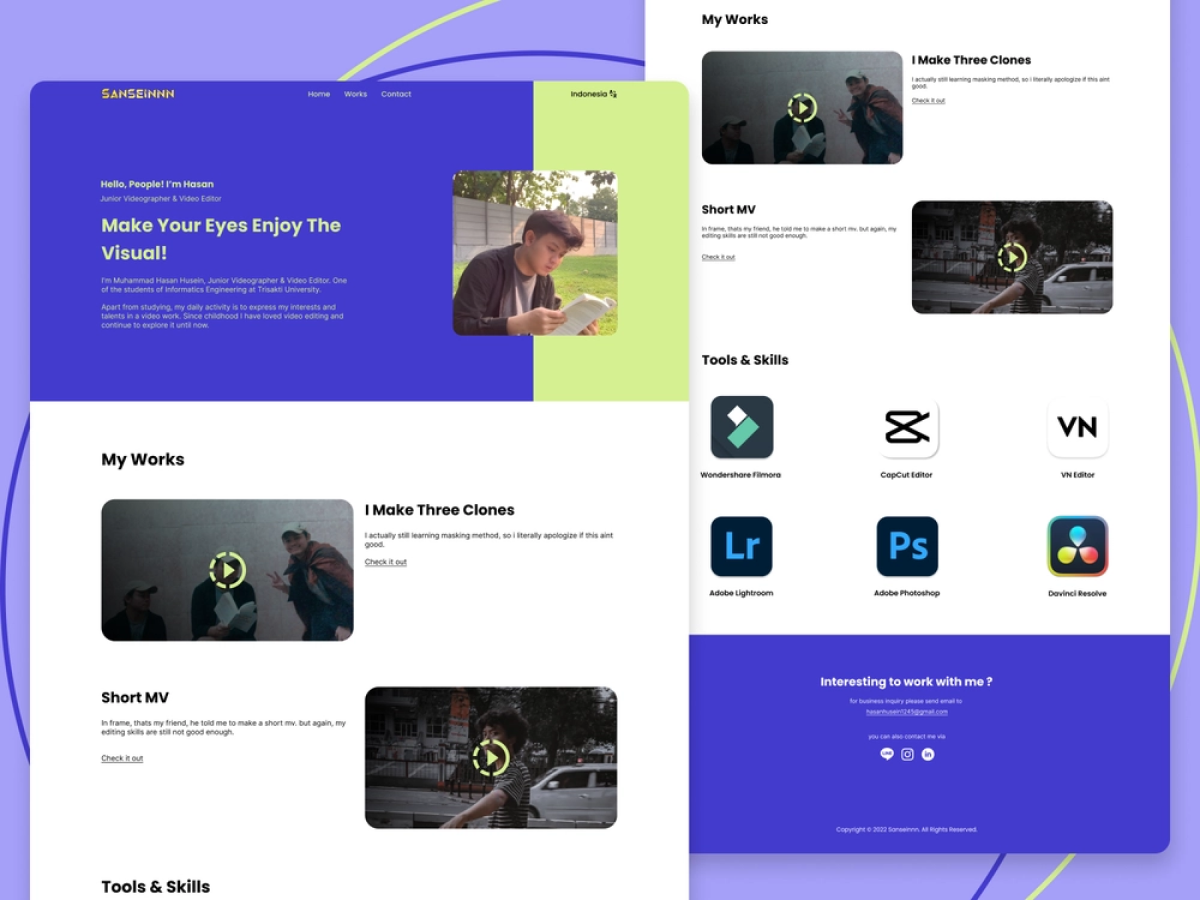 SANSEiNNN
Home Works Contact
Indonesia
Hello, People! I'm Hasan
Junior Videographer & Video Editor
Make Your Eyes Enjoy The
Visual!
I'm Muhammad Hasan Husein, Junior Videographer & Video Editor. One
of the students of Informatics Engineering at Trisakti University.
Apart from studying, my daily activity is to express my interests and
talents in a video work. Since childhood I have loved video editing and
continue to explore it until now.
My Works
I Make Three Clones
I actually still learning masking method, so i literally apologize if this aint
good.
Check it out
Short MV
In frame, thats my friend, he told me to make a short mv. but again, my
editing skills are still not good enough.
Check it out
Tools & Skills
My Works
I Make Three Clones
I actually still learning masking method, so i literally apologize if this aint
good.
Check it out
Short MV
In frame, thats my friend, he told me to make a short mv. but again, my
editing skills are still not good enough.
Check it out
Tools & Skills
VN
Wondershare Filmora
CapCut Editor
VN Editor
Lr
Ps
Adobe Lightroom
Adobe Photoshop
Davinci Resolve
Interesting to work with me ?
for business inquiry please send email to
hasanhusein1245@gmail.com
you can also contact me via
LINE
in
Copyright © 2022 Sanseinnn. All Rights Reserved.